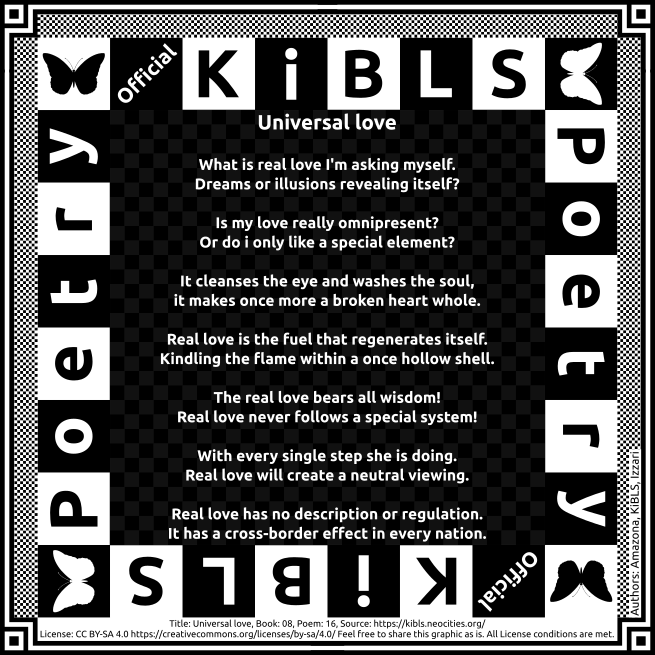 Official KiBLS
Poetry
Poetry
Universal love
What is real love I'm asking myself.
Dreams or illusions revealing itself?
Is my love really omnipresent?
Or do i only like a special element?
It cleanses the eye and washes the soul,
it makes once more a broken heart whole.
Real love is the fuel that regenerates itself.
Kindling the flame within a once hollow shell.
The real love bears all wisdom!
Real love never follows a special system!
With every single step she is doing.
Real love will create a neutral viewing.
Real love has no description or regulation.
It has a cross-border effect in every nation.
Official KiBLS
Authors: Amazona, KiBLS, Izzari
Title: Universal love, Book: 08, Poem: 16, Source: https://kibls.neocities.org/
License: CC BY-SA 4.0 https://creativecommons.org/licenses/by-sa/4.0/ Feel free to share this graphic as is. All License conditions are met.